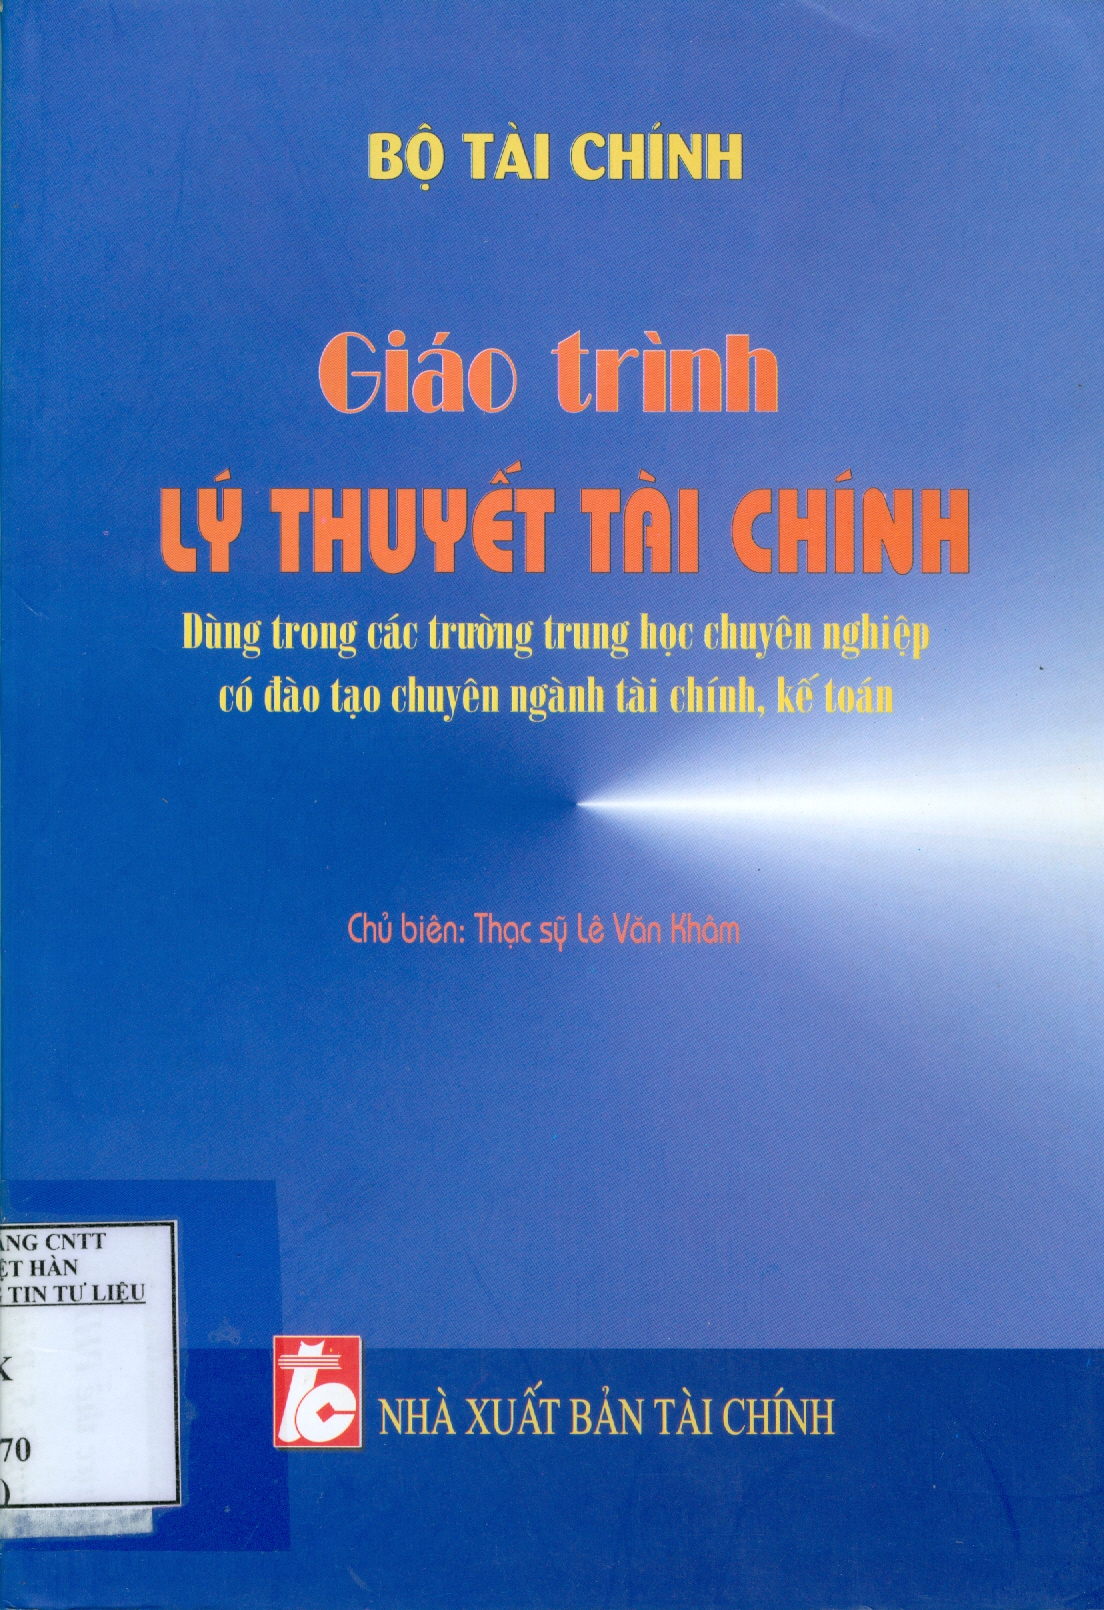 BỘ TÀI CHÍNH
Giáo trình
LÝ THUYẾT TÀI CHÍNH
Dùng trong các trường trung học chuyên nghiệp
có đào tạo chuyên ngành tài chính, kế toán
Chủ biên: Thạc sỹ Lê Văn Khâm
ẲNG CNTT
ỆT HÀN
TIN TƯ LIỆU
K
70
)
tc
NHÀ XUẤT BẢN TÀI CHÍNH